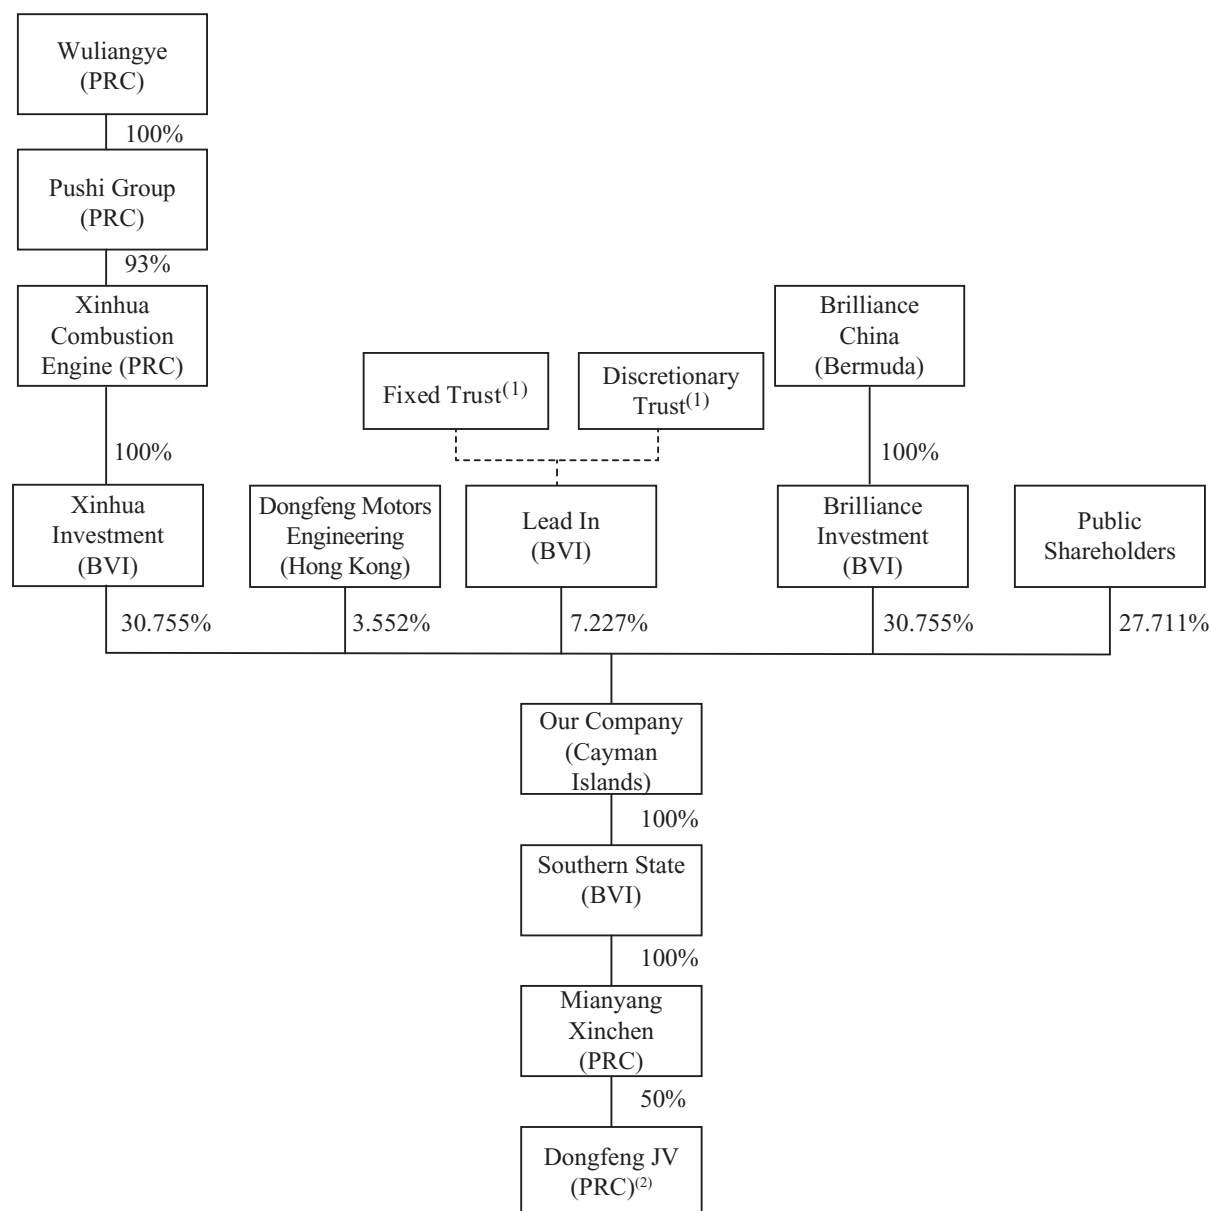 Wuliangye
(PRC)
100%
Pushi Group
(PRC)
93%
Xinhua
Combustion
Engine (PRC)
Brilliance
China
(Bermuda)
Fixed Trust(1)
Discretionary
Trust(1)
100%
100%
Xinhua
Investment
(BVI)
Dongfeng Motors
Engineering
(Hong Kong)
Lead In
(BVI)
Brilliance
Investment
(BVI)
Public
Shareholders
30.755%
3.552%
7.227%
30.755%
27.711%
Our Company
(Cayman
Islands)
100%
Southern State
(BVI)
100%
Mianyang
Xinchen
(PRC)
50%
Dongfeng JV
(PRC)(2)